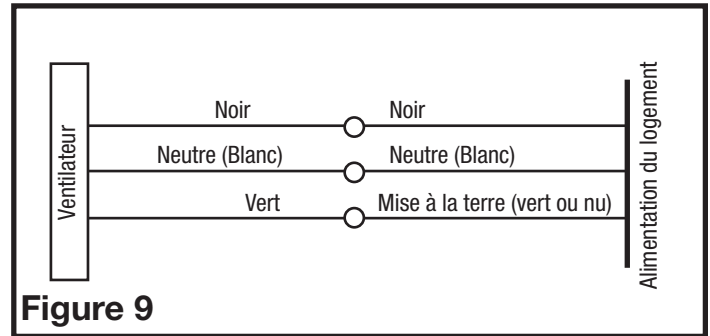 Ventilateur
Noir
Noir
Neutre (Blanc)
Neutre (Blanc)
Vert
Mise à la terre (vert ou nu)
Alimentation du logement
Figure 9